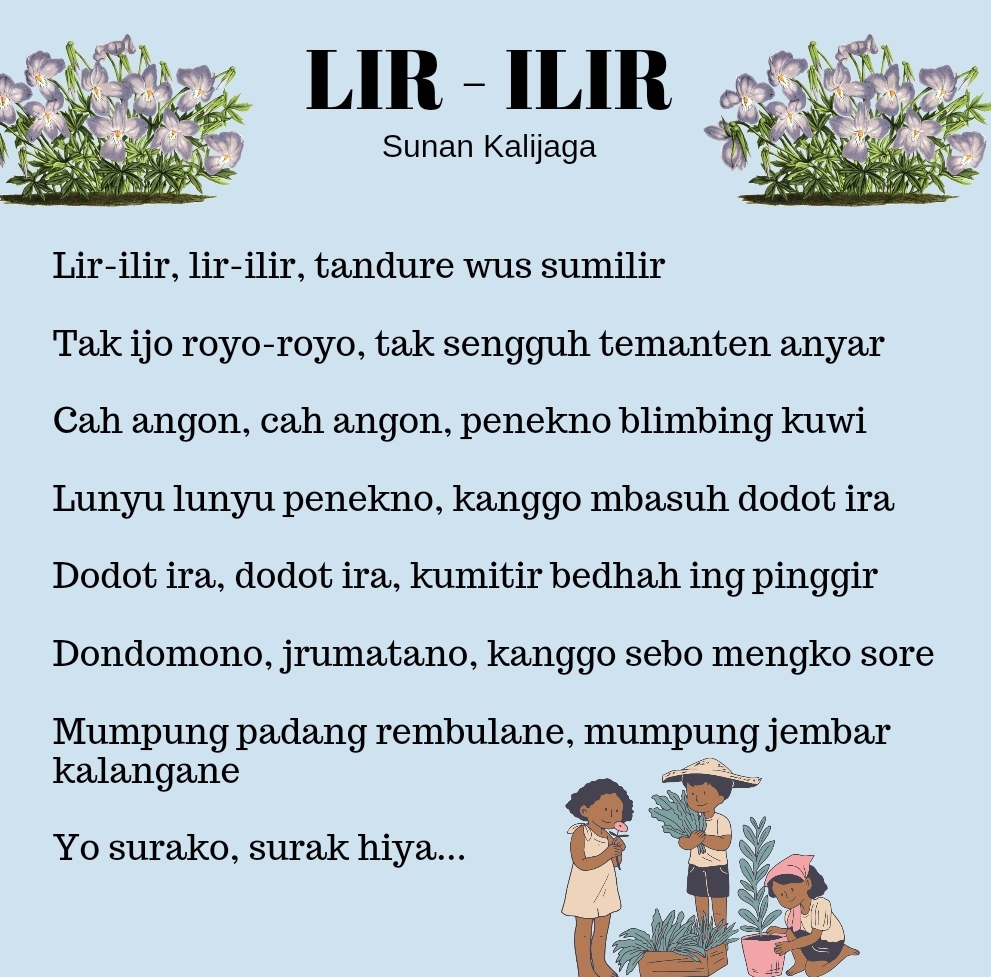 LIR - ILIR
Sunan Kalijaga
Lir-ilir, lir-ilir, tandure wus sumilir
Tak ijo royo-royo, tak sengguh temanten anyar
Cah angon, cah angon, penekno blimbing kuwi
Lunyu lunyu penekno, kanggo mbasuh dodot ira
Dodot ira, dodot ira, kumitir bedhah ing pinggir
Dondomono, jrumatano, kanggo sebo mengko sore
Mumpung padang rembulane, mumpung jembar
kalangane
Yo surako, surak hiya...